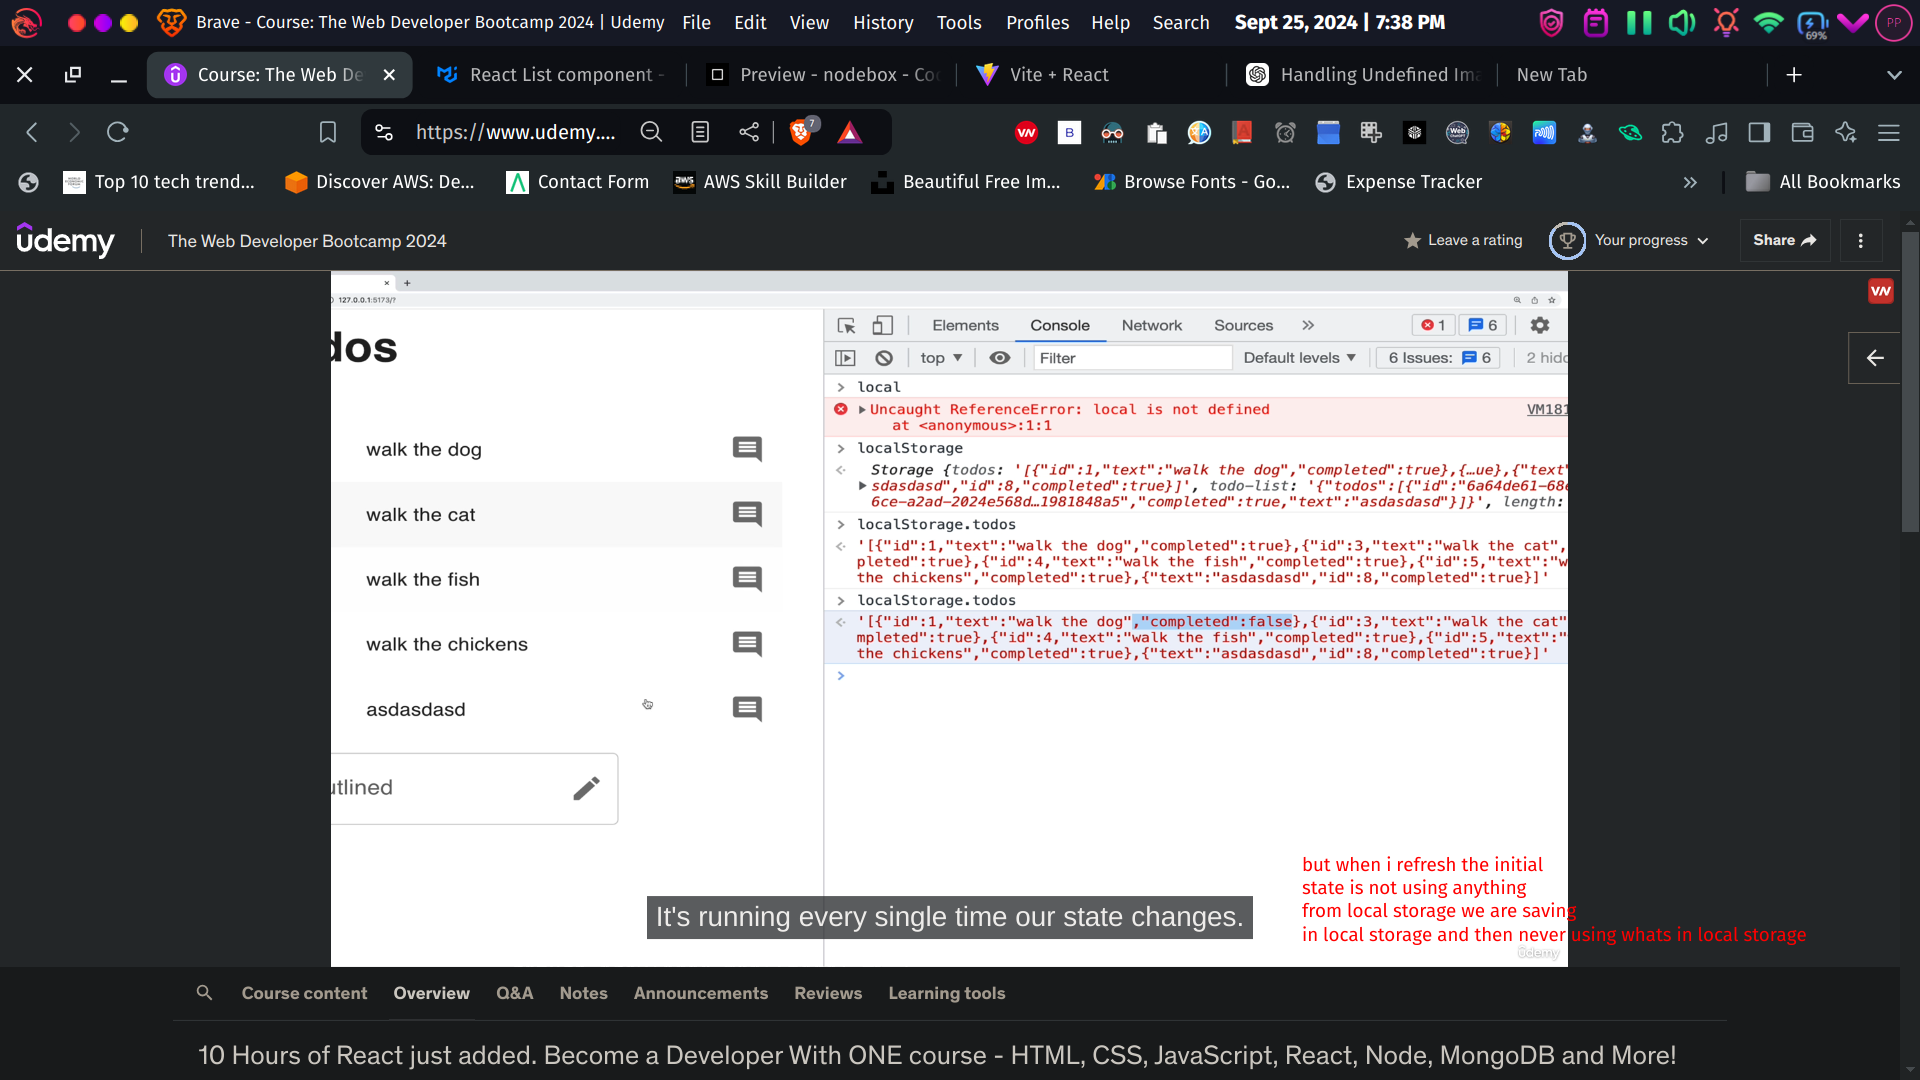 Brave - Course: The Web Developer Bootcamp 2024 | Udemy File Edit View History Tools Profiles Help Search Sept 25, 2024 | 7:38 PM 69% PP
Course: The Web De React List component - Preview - nodebox - Co Vite + React Handling Undefined Ima New Tab
https://www.udemy.... 7
Top 10 tech trend... Discover AWS: De... Contact Form AWS Skill Builder Beautiful Free Im... Browse Fonts - Go... Expense Tracker All Bookmarks
udemy The Web Developer Bootcamp 2024 Leave a rating Your progress Share
127.0.0.1:5173/?
dos
walk the dog
walk the cat
walk the fish
walk the chickens
asdasdasd
utlined
Elements Console Network Sources 1 6
top Filter Default levels 6 Issues: 6 2 hidd
local
Uncaught ReferenceError: local is not defined VM181
at <anonymous>:1:1
localStorage
Storage {todos: '[{"id":1,"text":"walk the dog","completed":true},{…ue},{"text"
sdasdasd","id":8,"completed":true}]', todo-list: '{"todos":[{"id":"6a64de61-68
6ce-a2ad-2024e568d…1981848a5","completed":true,"text":"asdasdasd"}]}', length:
localStorage.todos
'[{"id":1,"text":"walk the dog","completed":true},{"id":3,"text":"walk the cat",
pleted":true},{"id":4,"text":"walk the fish","completed":true},{"id":5,"text":"w
the chickens","completed":true},{"text":"asdasdasd","id":8,"completed":true}]'
localStorage.todos
'[{"id":1,"text":"walk the dog","completed":false},{"id":3,"text":"walk the cat"
mpleted":true},{"id":4,"text":"walk the fish","completed":true},{"id":5,"text":"
the chickens","completed":true},{"text":"asdasdasd","id":8,"completed":true}]'
but when i refresh the initial
state is not using anything
from local storage we are saving
in local storage and then never using whats in local storage
It's running every single time our state changes.
Udemy
Course content Overview Q&A Notes Announcements Reviews Learning tools
10 Hours of React just added. Become a Developer With ONE course - HTML, CSS, JavaScript, React, Node, MongoDB and More!